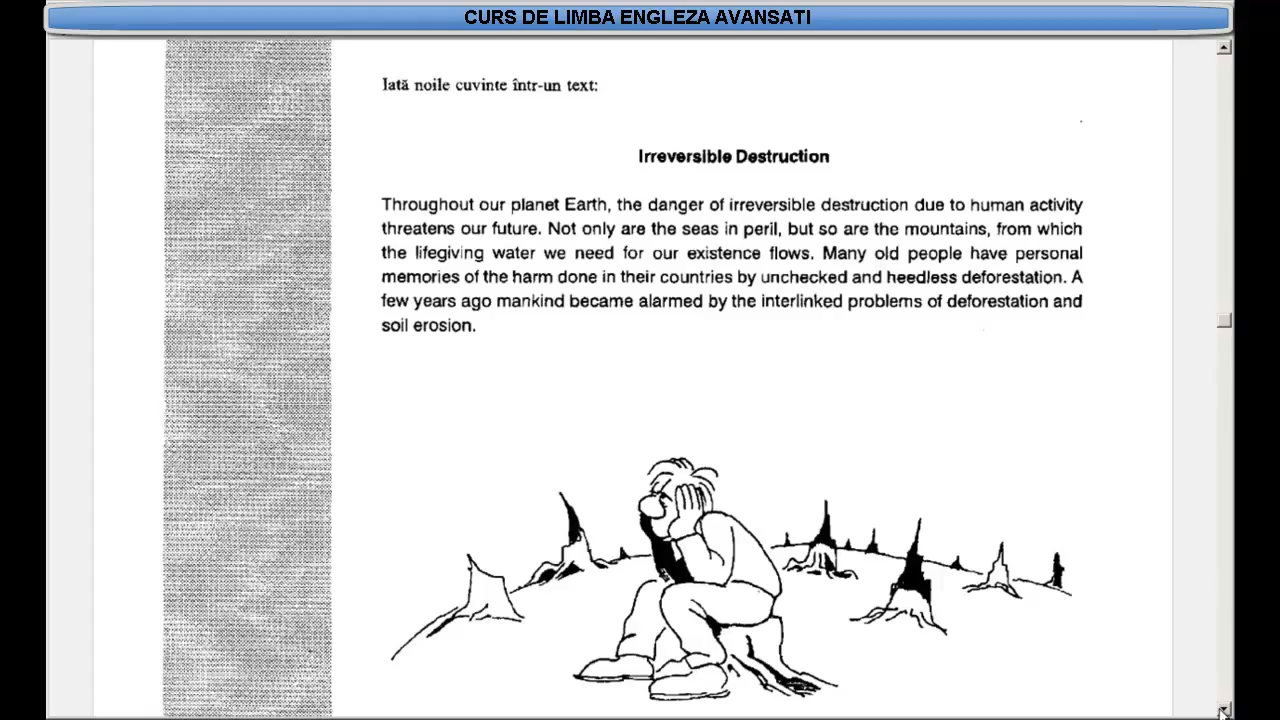 CURS DE LIMBA ENGLEZA AVANSATI
Iată noile cuvinte într-un text:
Irreversible Destruction
Throughout our planet Earth, the danger of irreversible destruction due to human activity
threatens our future. Not only are the seas in peril, but so are the mountains, from which
the lifegiving water we need for our existence flows. Many old people have personal
memories of the harm done in their countries by unchecked and heedless deforestation. A
few years ago mankind became alarmed by the interlinked problems of deforestation and
soil erosion.